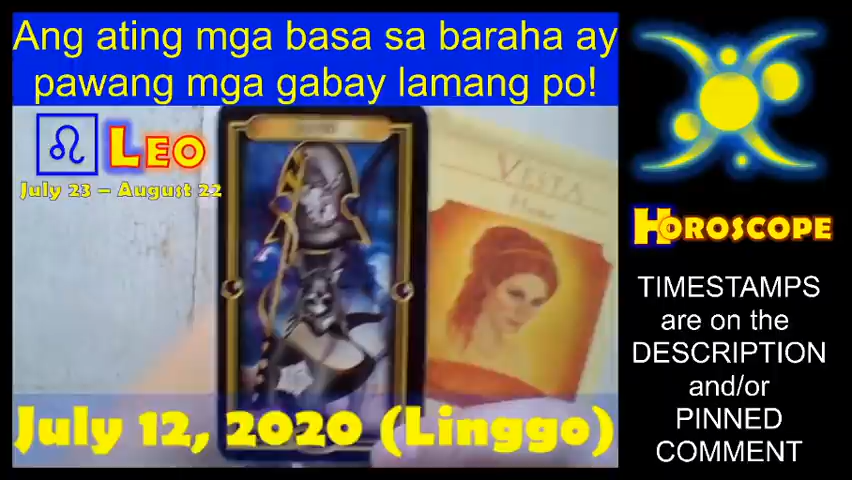 Ang ating mga basa sa baraha ay
pawang mga gabay lamang po!
♌ LEO
July 23 – August 22
VESTA
Home
July 12, 2020 (Linggo)
HOROSCOPE
TIMESTAMPS
are on the
DESCRIPTION
and/or
PINNED
COMMENT